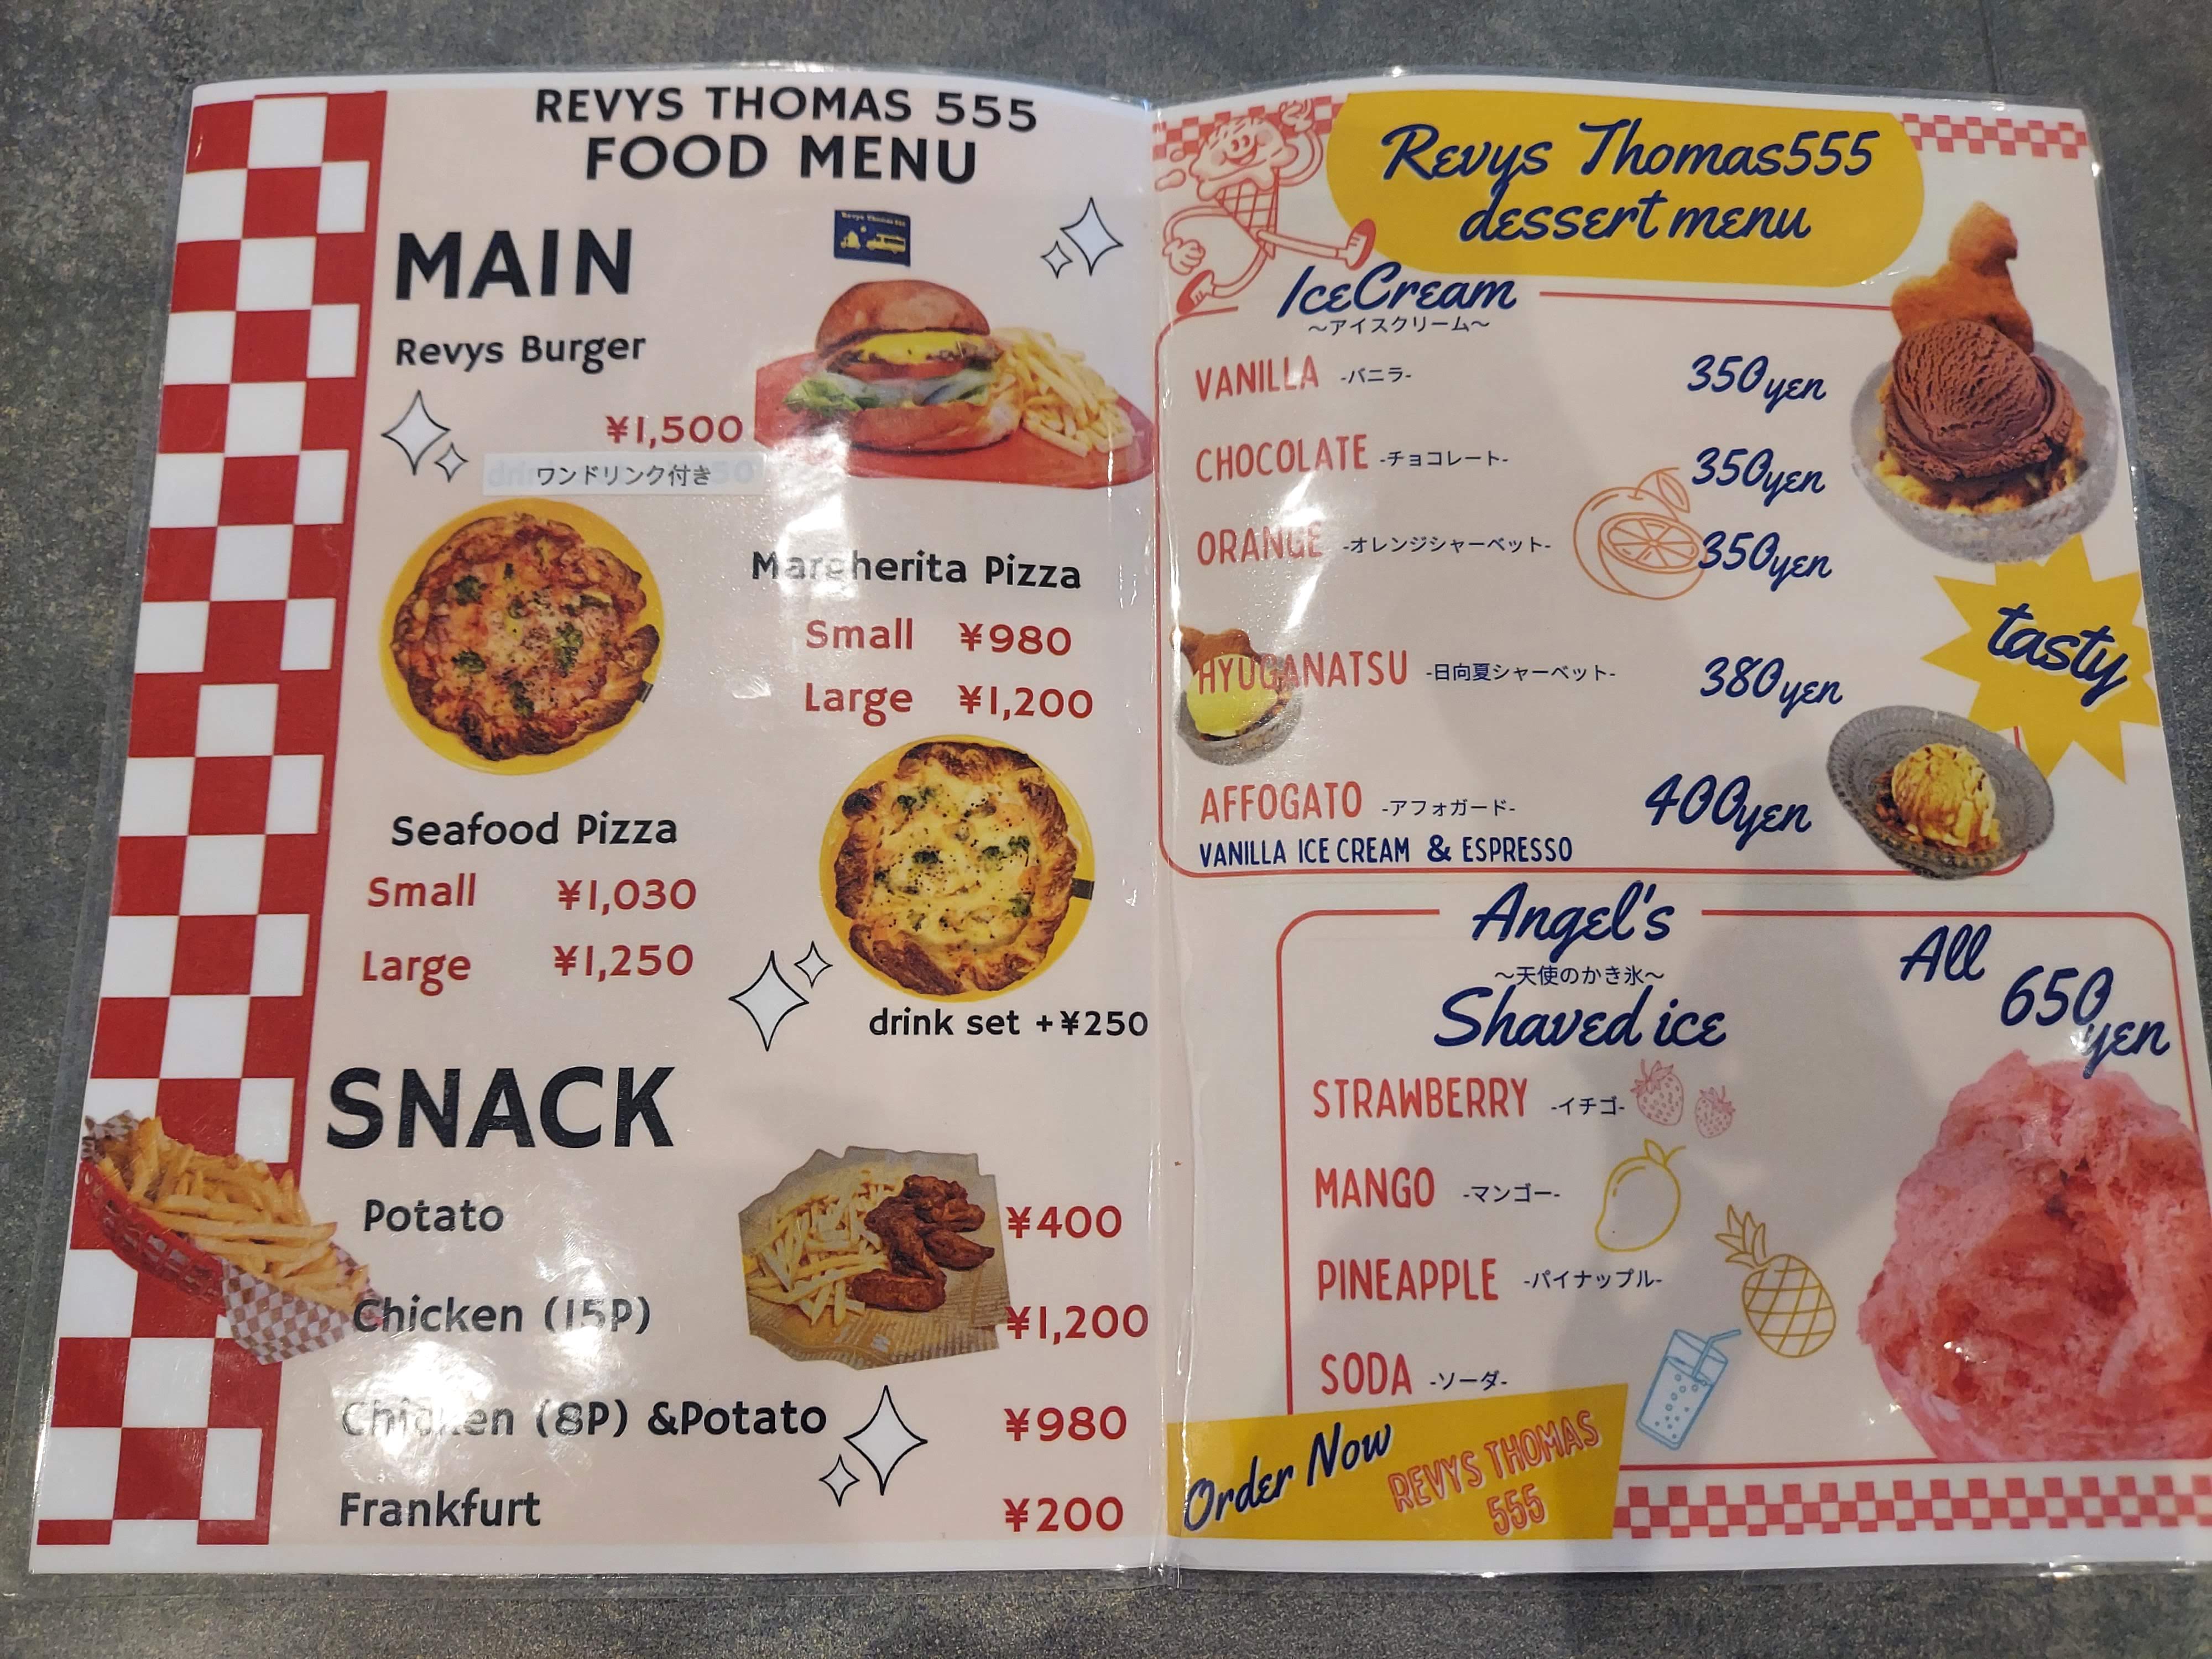 REVYS THOMAS 555
FOOD MENU
Revys Thomas 555
MAIN
Revys Burger
¥1,500
ワンドリンク付き
Margherita Pizza
Small ¥980
Large ¥1,200
Seafood Pizza
Small ¥1,030
Large ¥1,250
drink set +¥250
SNACK
Potato ¥400
Chicken (15P) ¥1,200
Chicken (8P) &Potato ¥980
Frankfurt ¥200
Revys Thomas555
dessert menu
IceCream
～アイスクリーム～
VANILLA -バニラ- 350yen
CHOCOLATE -チョコレート- 350yen
ORANGE -オレンジシャーベット- 350yen
HYUGANATSU -日向夏シャーベット- 380yen
tasty
AFFOGATO -アフォガード- 400yen
VANILLA ICE CREAM & ESPRESSO
Angel's
～天使のかき氷～
Shaved ice
All
650
yen
STRAWBERRY -イチゴ-
MANGO -マンゴー-
PINEAPPLE -パイナップル-
SODA -ソーダ-
Order Now
REVYS THOMAS
555